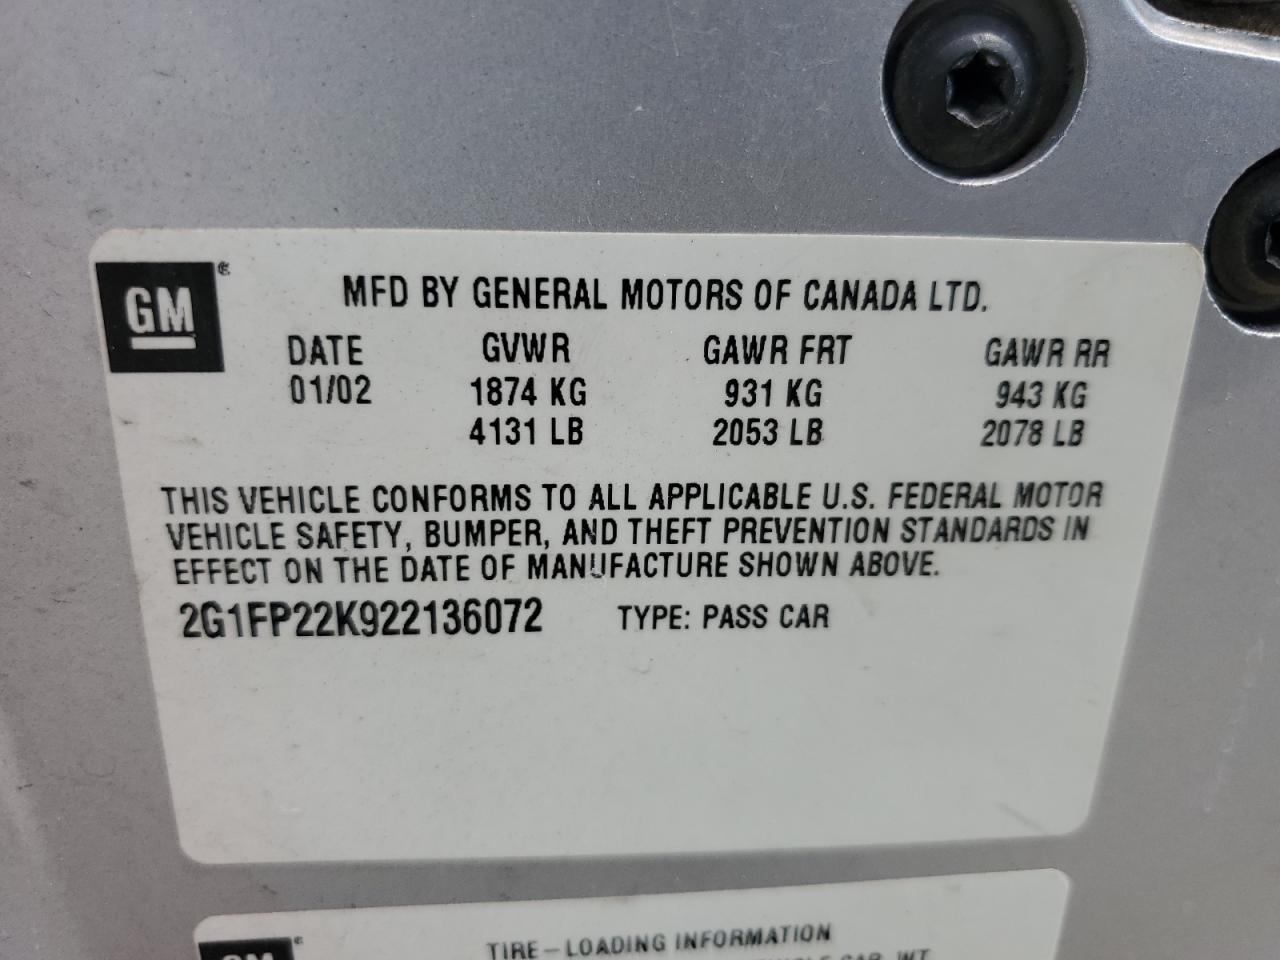 GM®
MFD BY GENERAL MOTORS OF CANADA LTD.
DATE GVWR GAWR FRT GAWR RR
01/02 1874 KG 931 KG 943 KG
4131 LB 2053 LB 2078 LB
THIS VEHICLE CONFORMS TO ALL APPLICABLE U.S. FEDERAL MOTOR
VEHICLE SAFETY, BUMPER, AND THEFT PREVENTION STANDARDS IN
EFFECT ON THE DATE OF MANUFACTURE SHOWN ABOVE.
2G1FP22K922136072 TYPE: PASS CAR
GM
TIRE-LOADING INFORMATION
CAP. WT.